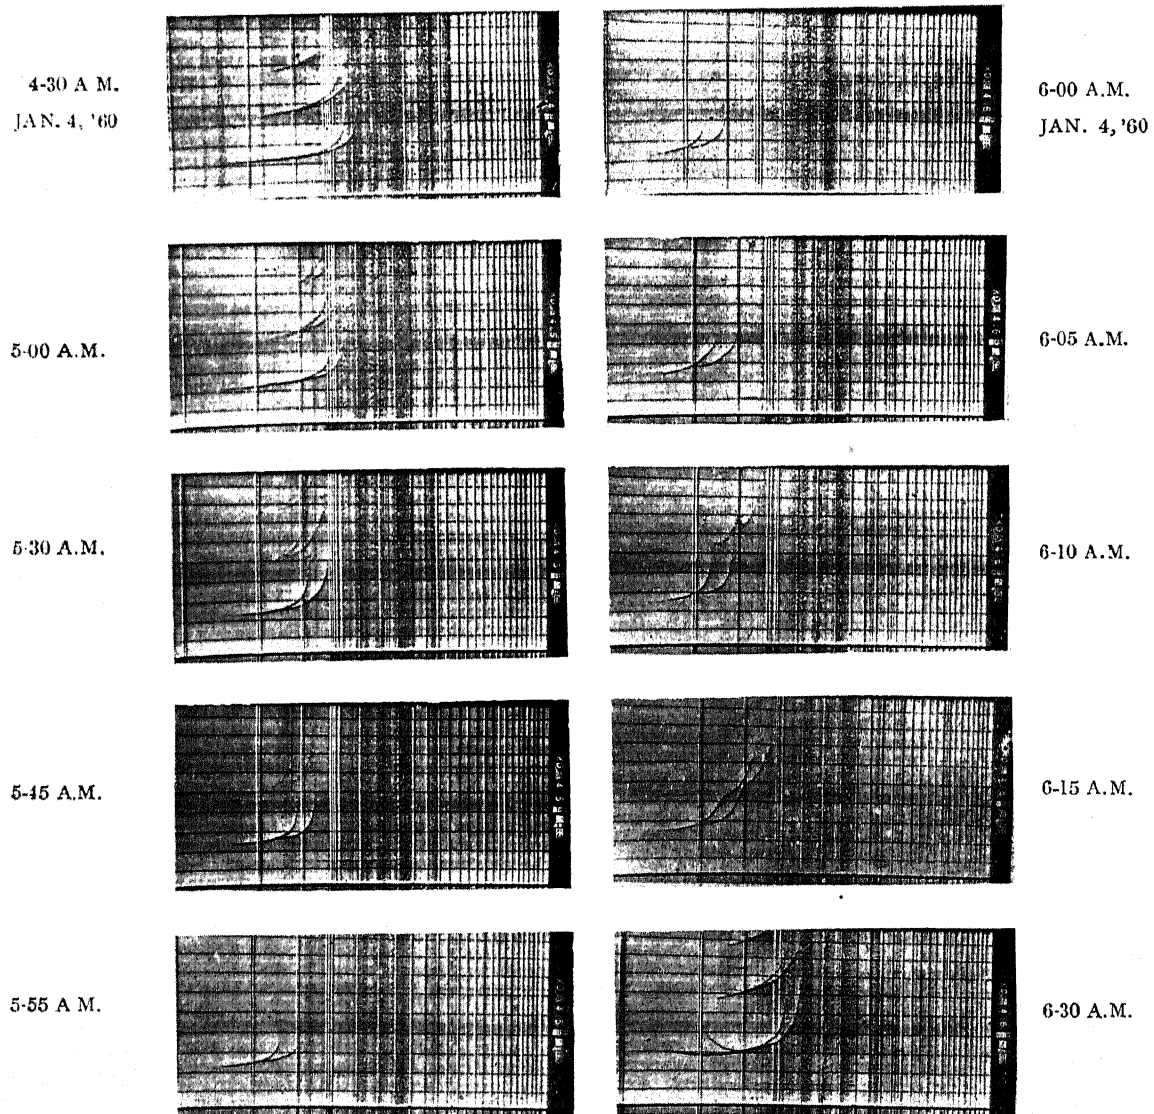 4-30 A M.
JAN. 4, '60
5-00 A.M.
5-30 A.M.
5-45 A.M.
5-55 A M.
6-00 A.M.
JAN. 4, '60
6-05 A.M.
6-10 A.M.
6-15 A.M.
6-30 A.M.